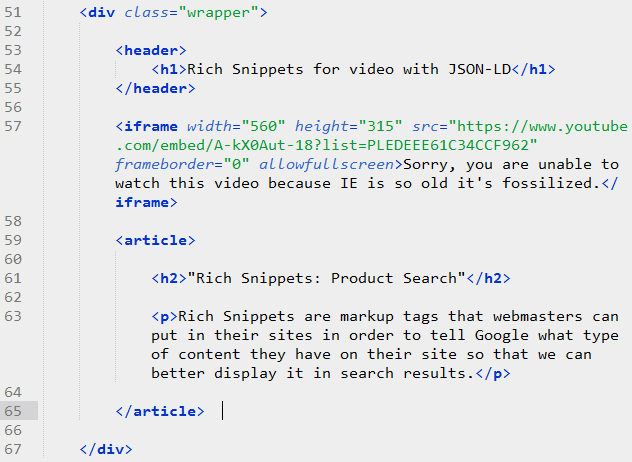 51 <div class="wrapper">
52
53 <header>
54 <h1>Rich Snippets for video with JSON-LD</h1>
55 </header>
56
57 <iframe width="560" height="315" src="https://www.youtube
.com/embed/A-kX0Aut-18?list=PLEDEEE61C34CCF962"
frameborder="0" allowfullscreen>Sorry, you are unable to
watch this video because IE is so old it's fossilized.</
iframe>
58
59 <article>
60
61 <h2>"Rich Snippets: Product Search"</h2>
62
63 <p>Rich Snippets are markup tags that webmasters can
put in their sites in order to tell Google what type
of content they have on their site so that we can
better display it in search results.</p>
64
65 </article>
66
67 </div>